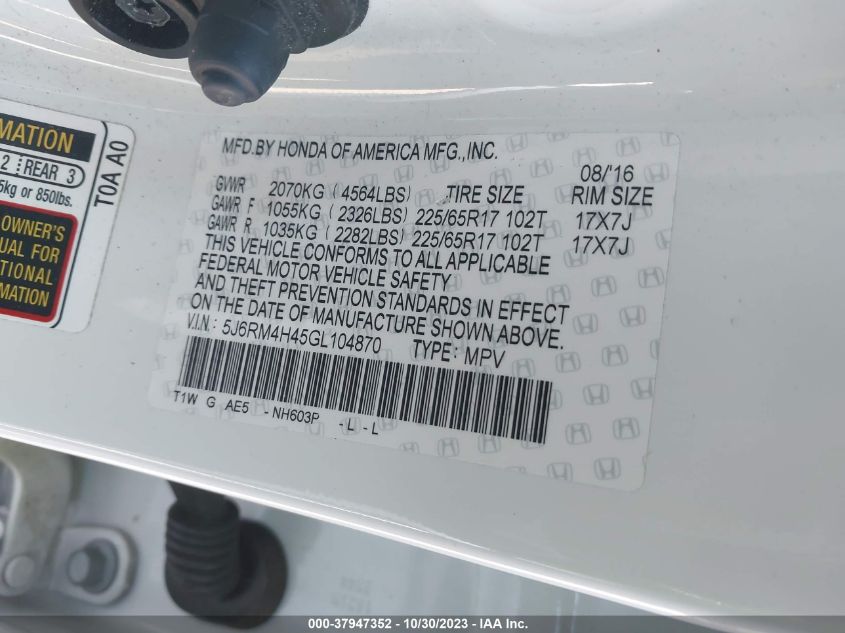 MATION
2 REAR 3
5kg or 850lbs.
OWNER'S
UAL FOR
TIONAL
MATION
T0A A0
MFD.BY HONDA OF AMERICA MFG.,INC. 08/'16
GVWR 2070KG (4564LBS) TIRE SIZE RIM SIZE
GAWR F 1055KG (2326LBS) 225/65R17 102T 17X7J
GAWR R 1035KG (2282LBS) 225/65R17 102T 17X7J
THIS VEHICLE CONFORMS TO ALL APPLICABLE
FEDERAL MOTOR VEHICLE SAFETY
AND THEFT PREVENTION STANDARDS IN EFFECT
ON THE DATE OF MANUFACTURE SHOWN ABOVE.
V.I.N.: 5J6RM4H45GL104870 TYPE: MPV
T1W G AE5 - NH603P - L - L
000-37947352 - 10/30/2023 - IAA Inc.